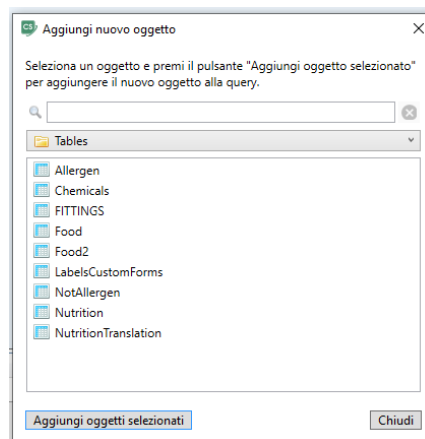 CS Aggiungi nuovo oggetto
Seleziona un oggetto e premi il pulsante "Aggiungi oggetto selezionato"
per aggiungere il nuovo oggetto alla query.
Tables
Allergen
Chemicals
FITTINGS
Food
Food2
LabelsCustomForms
NotAllergen
Nutrition
NutritionTranslation
Aggiungi oggetti selezionati
Chiudi